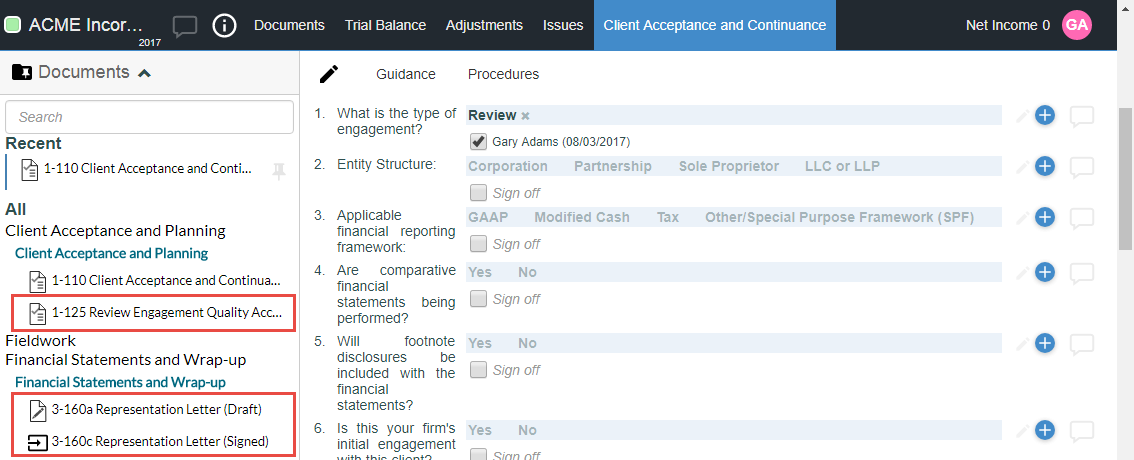 ACME Incor... 2017 Documents Trial Balance Adjustments Issues Client Acceptance and Continuance Net Income 0 GA
Documents
Search
Recent
1-110 Client Acceptance and Conti...
All
Client Acceptance and Planning
Client Acceptance and Planning
1-110 Client Acceptance and Continua...
1-125 Review Engagement Quality Acc...
Fieldwork
Financial Statements and Wrap-up
Financial Statements and Wrap-up
3-160a Representation Letter (Draft)
3-160c Representation Letter (Signed)
Guidance Procedures
1. What is the type of
engagement?
Review ×
Gary Adams (08/03/2017)
2. Entity Structure:
Corporation Partnership Sole Proprietor LLC or LLP
Sign off
3. Applicable
financial reporting
framework:
GAAP Modified Cash Tax Other/Special Purpose Framework (SPF)
Sign off
4. Are comparative
financial
statements being
performed?
Yes No
Sign off
5. Will footnote
disclosures be
included with the
financial
statements?
Yes No
Sign off
6. Is this your firm's
initial engagement
with this client?
Yes No
Sign off